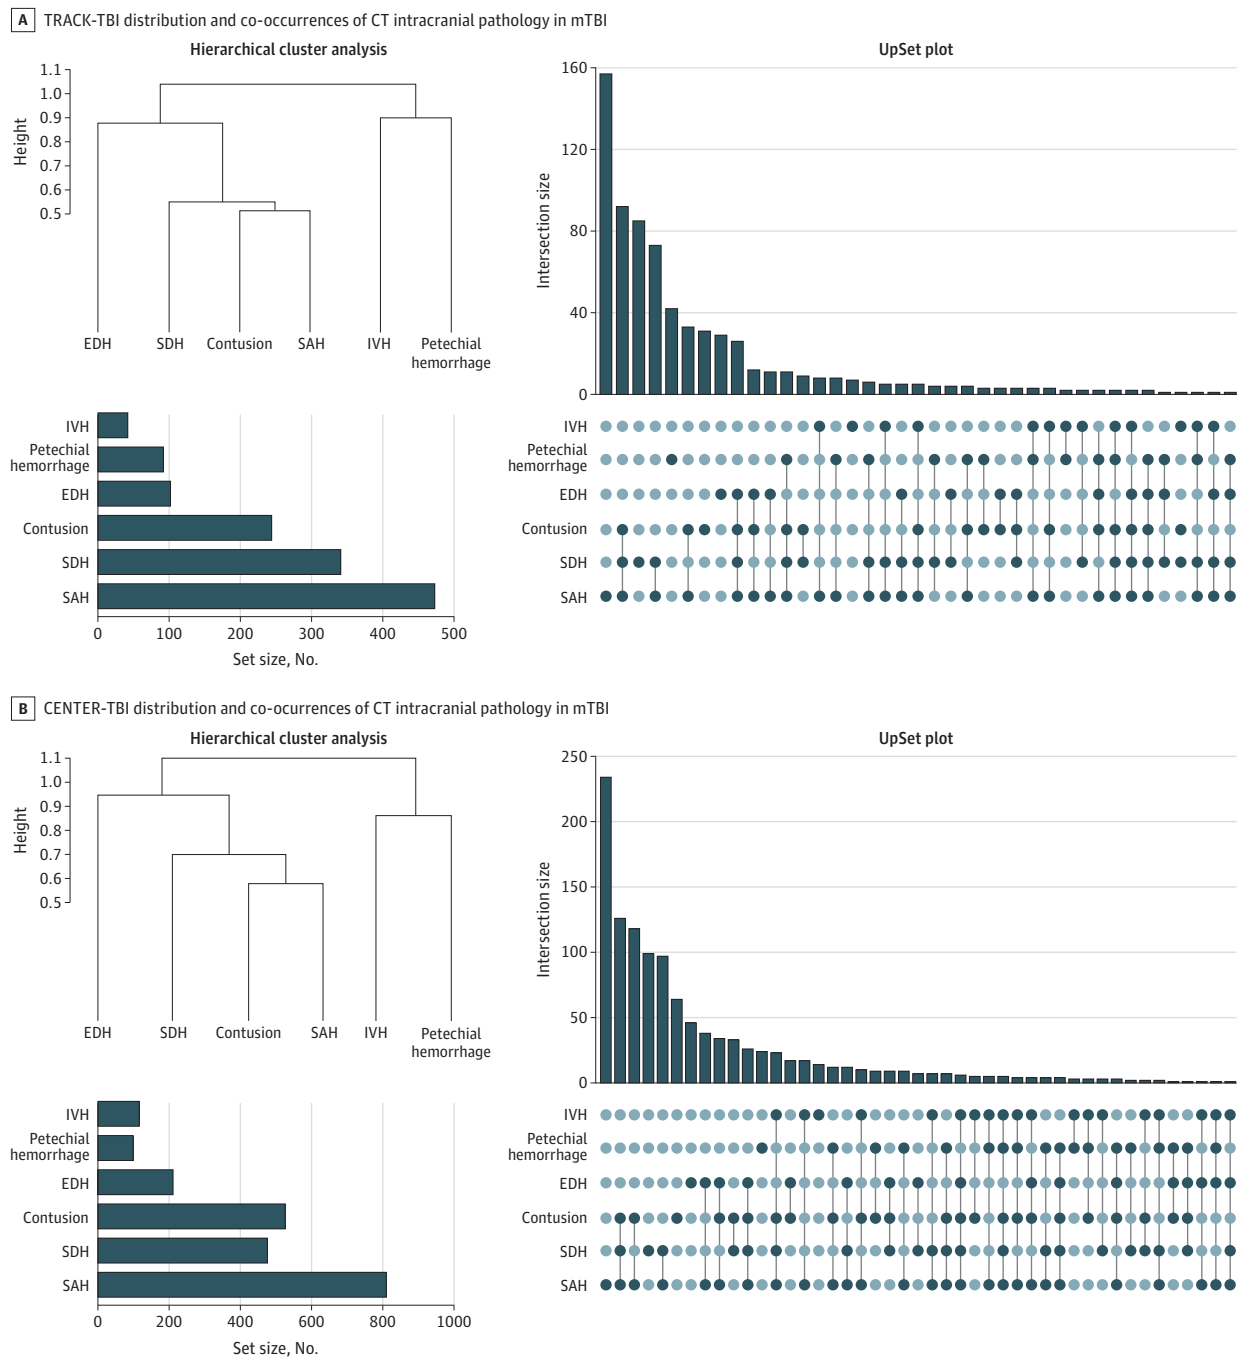 A TRACK-TBI distribution and co-occurrences of CT intracranial pathology in mTBI
Hierarchical cluster analysis
1.1
1.0
0.9
0.8
0.7
0.6
0.5
Height
EDH SDH Contusion SAH IVH Petechial
hemorrhage
IVH
Petechial
hemorrhage
EDH
Contusion
SDH
SAH
0 100 200 300 400 500
Set size, No.
UpSet plot
160
120
80
40
0
Intersection size
IVH
Petechial
hemorrhage
EDH
Contusion
SDH
SAH
B CENTER-TBI distribution and co-ocurrences of CT intracranial pathology in mTBI
Hierarchical cluster analysis
1.1
1.0
0.9
0.8
0.7
0.6
0.5
Height
EDH SDH Contusion SAH IVH Petechial
hemorrhage
IVH
Petechial
hemorrhage
EDH
Contusion
SDH
SAH
0 200 400 600 800 1000
Set size, No.
UpSet plot
250
200
150
100
50
0
Intersection size
IVH
Petechial
hemorrhage
EDH
Contusion
SDH
SAH